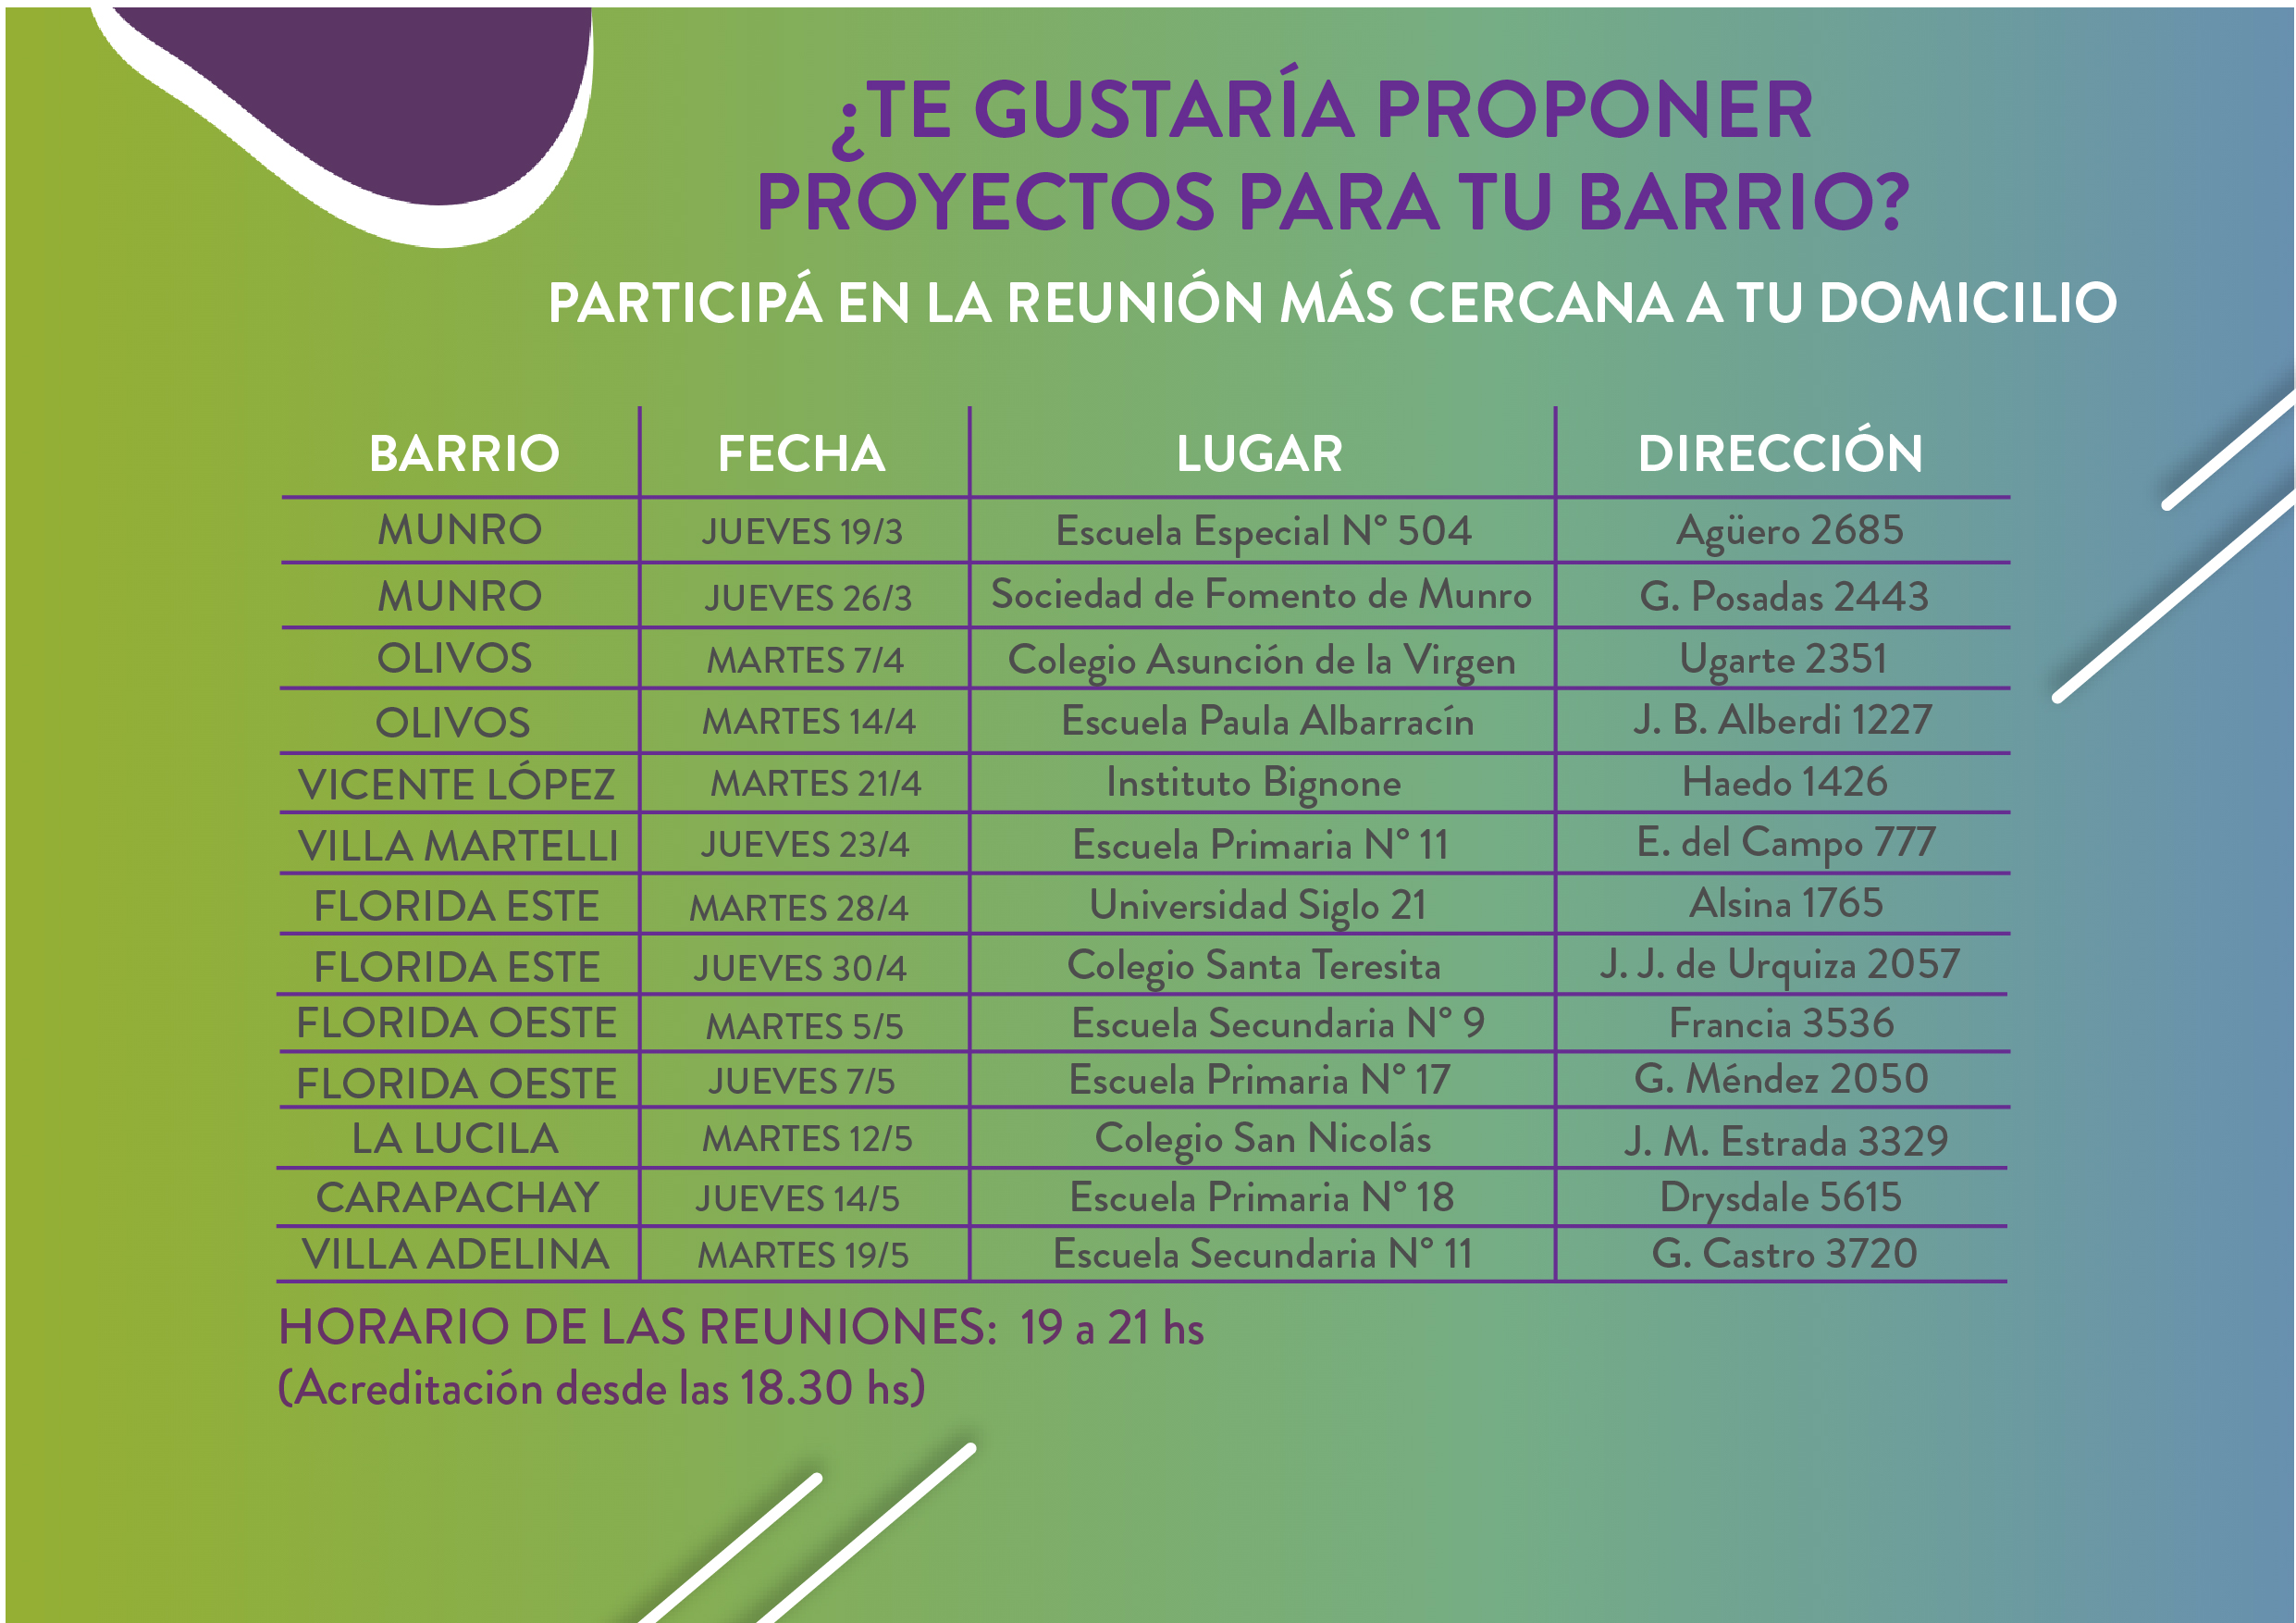 ¿TE GUSTARÍA PROPONER
PROYECTOS PARA TU BARRIO?
PARTICIPÁ EN LA REUNIÓN MÁS CERCANA A TU DOMICILIO
BARRIO FECHA LUGAR DIRECCIÓN
MUNRO JUEVES 19/3 Escuela Especial N° 504 Agüero 2685
MUNRO JUEVES 26/3 Sociedad de Fomento de Munro G. Posadas 2443
OLIVOS MARTES 7/4 Colegio Asunción de la Virgen Ugarte 2351
OLIVOS MARTES 14/4 Escuela Paula Albarracín J. B. Alberdi 1227
VICENTE LÓPEZ MARTES 21/4 Instituto Bignone Haedo 1426
VILLA MARTELLI JUEVES 23/4 Escuela Primaria N° 11 E. del Campo 777
FLORIDA ESTE MARTES 28/4 Universidad Siglo 21 Alsina 1765
FLORIDA ESTE JUEVES 30/4 Colegio Santa Teresita J. J. de Urquiza 2057
FLORIDA OESTE MARTES 5/5 Escuela Secundaria N° 9 Francia 3536
FLORIDA OESTE JUEVES 7/5 Escuela Primaria N° 17 G. Méndez 2050
LA LUCILA MARTES 12/5 Colegio San Nicolás J. M. Estrada 3329
CARAPACHAY JUEVES 14/5 Escuela Primaria N° 18 Drysdale 5615
VILLA ADELINA MARTES 19/5 Escuela Secundaria N° 11 G. Castro 3720
HORARIO DE LAS REUNIONES: 19 a 21 hs
(Acreditación desde las 18.30 hs)